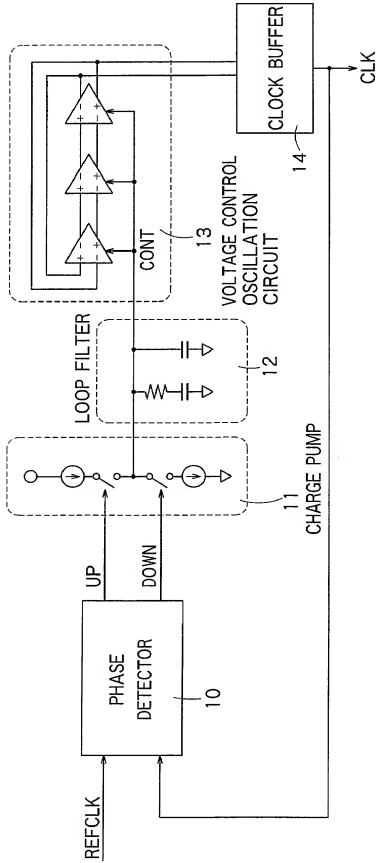 REFCLK
PHASE
DETECTOR
10
UP
DOWN
11
CHARGE PUMP
LOOP FILTER
12
CONT
13
VOLTAGE CONTROL
OSCILLATION
CIRCUIT
CLOCK BUFFER
14
CLK